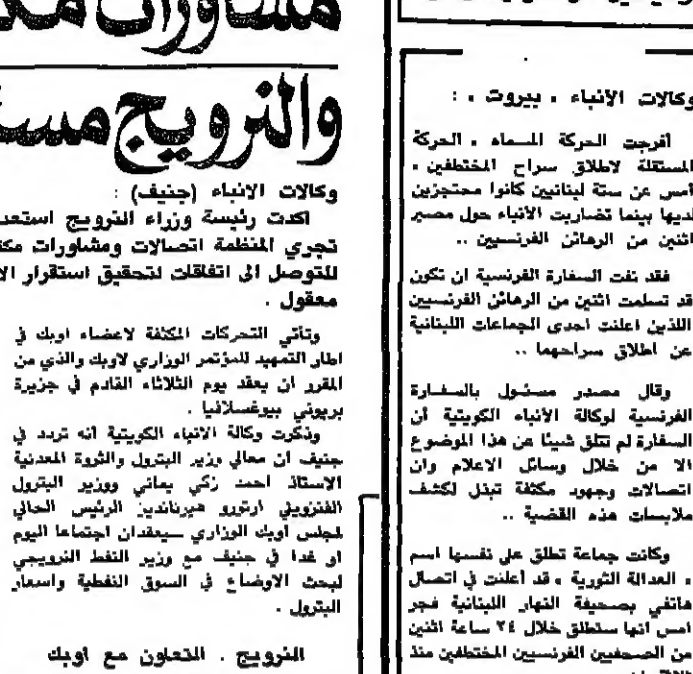 وكالات الأنباء . بيروت . :
أفرجت الحركة المسماه . الحركة
المستقلة لاطلاق سراح المختطفين .
امس عن ستة لبنانيين كانوا محتجزين
لديها بينما تضاربت الأنباء حول مصير
اثنين من الرهائن الفرنسيين ..
فقد نفت السفارة الفرنسية ان تكون
قد تسلمت اثنين من الرهائن الفرنسيين
اللذين اعلنت احدى الجماعات اللبنانية
عن اطلاق سراحهما ..
وقال مصدر مسئول بالسفارة
الفرنسية لوكالة الأنباء الكويتية أن
السفارة لم تتلق شيئا عن هذا الموضوع
الا من خلال وسائل الاعلام وان
اتصالات وجهود مكثفة تبذل لكشف
ملابسات هذه القضية ..
وكانت جماعة تطلق على نفسها اسم
. العدالة الثورية . قد أعلنت في اتصال
هاتفي بصحيفة النهار اللبنانية فجر
امس انها ستطلق خلال ٢٤ ساعة اثنين
من الصحفيين الفرنسيين المختطفين منذ
مشاورات
والنرويج
وكالات الانباء (جنيف) :
اكدت رئيسة وزراء النرويج
تجري المنظمة اتصالات ومشاورات
للتوصل الى اتفاقات لتحقيق استقرار
معقول .
وتأتي التحركات المكثفة لاعضاء اوبك في
اطار التمهيد للمؤتمر الوزاري لاوبك والذي من
المقرر ان يعقد يوم الثلاثاء القادم في جزيرة
بريوني بيوغسلافيا .
وذكرت وكالة الانباء الكويتية انه تردد في
جنيف ان معالي وزير البترول والثروة المعدنية
الاستاذ احمد زكي يماني ووزير البترول
الفنزويلي ارتورو هيرنانديز الرئيس الحالي
لمجلس اوبك الوزاري سيعقدان اجتماعا اليوم
او غدا في جنيف مع وزير النفط النرويجي
لبحث الاوضاع في السوق النفطية واسعار
البترول .
النرويج . التعاون مع اوبك